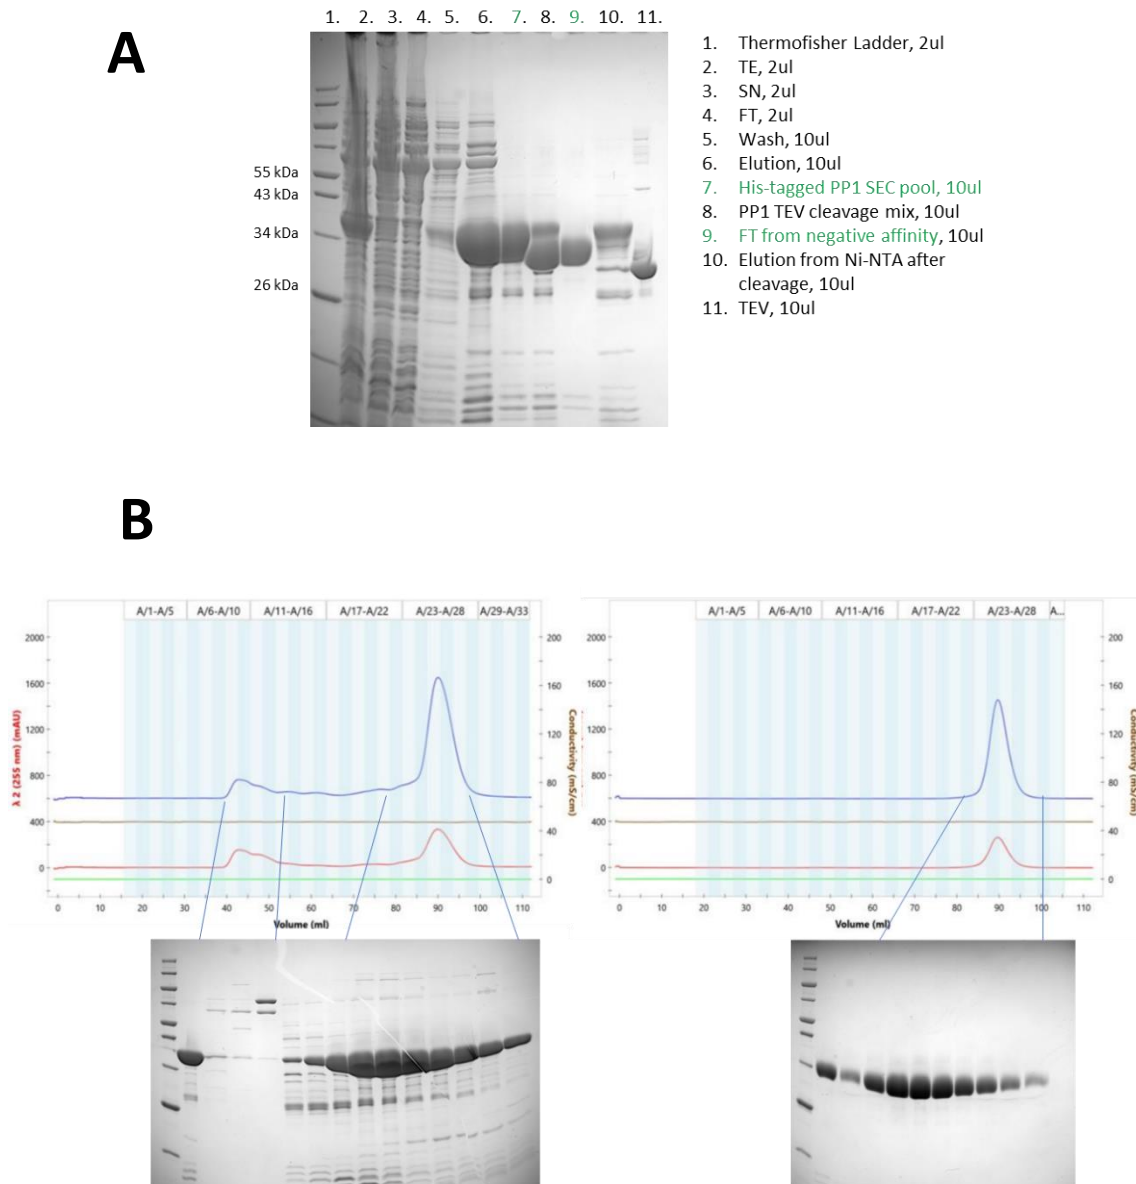 A
1. 2. 3. 4. 5. 6. 7. 8. 9. 10. 11.
55 kDa
43 kDa
34 kDa
26 kDa
1. Thermofisher Ladder, 2ul
2. TE, 2ul
3. SN, 2ul
4. FT, 2ul
5. Wash, 10ul
6. Elution, 10ul
7. His-tagged PP1 SEC pool, 10ul
8. PP1 TEV cleavage mix, 10ul
9. FT from negative affinity, 10ul
10. Elution from Ni-NTA after
cleavage, 10ul
11. TEV, 10ul
B
A/1-A/5 A/6-A/10 A/11-A/16 A/17-A/22 A/23-A/28 A/29-A/33
2000
1600
1200
800
400
0
λ 2 (255 nm) (mAU)
200
160
120
80
40
0
Conductivity (mS/cm)
0 10 20 30 40 50 60 70 80 90 100 110
Volume (ml)
A/1-A/5 A/6-A/10 A/11-A/16 A/17-A/22 A/23-A/28 A...
2000
1600
1200
800
400
0
200
160
120
80
40
0
Conductivity (mS/cm)
0 10 20 30 40 50 60 70 80 90 100 110
Volume (ml)